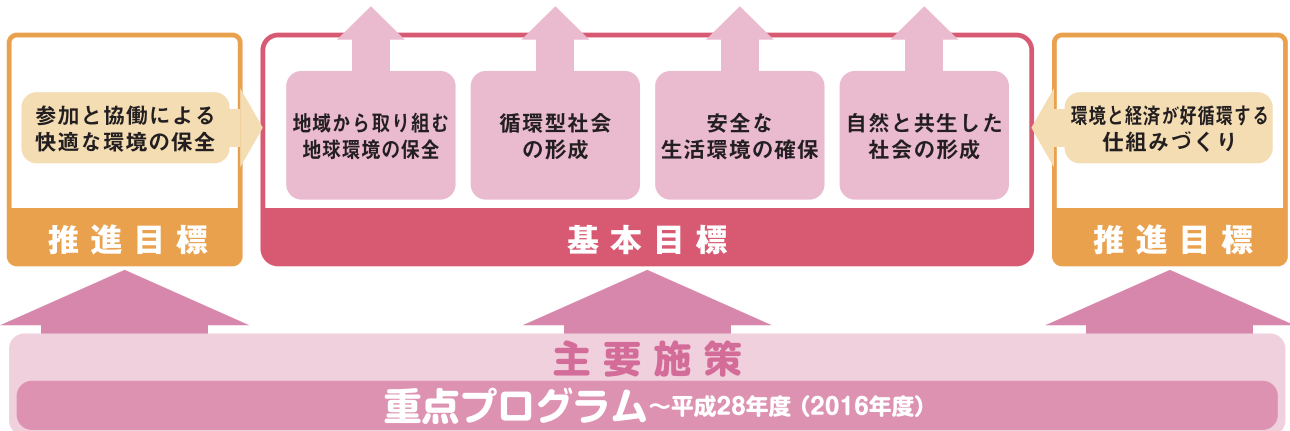 参加と協働による
快適な環境の保全
推進目標
地域から取り組む
地球環境の保全
循環型社会
の形成
安全な
生活環境の確保
自然と共生した
社会の形成
基本目標
環境と経済が好循環する
仕組みづくり
推進目標
主要施策
重点プログラム～平成28年度（2016年度）